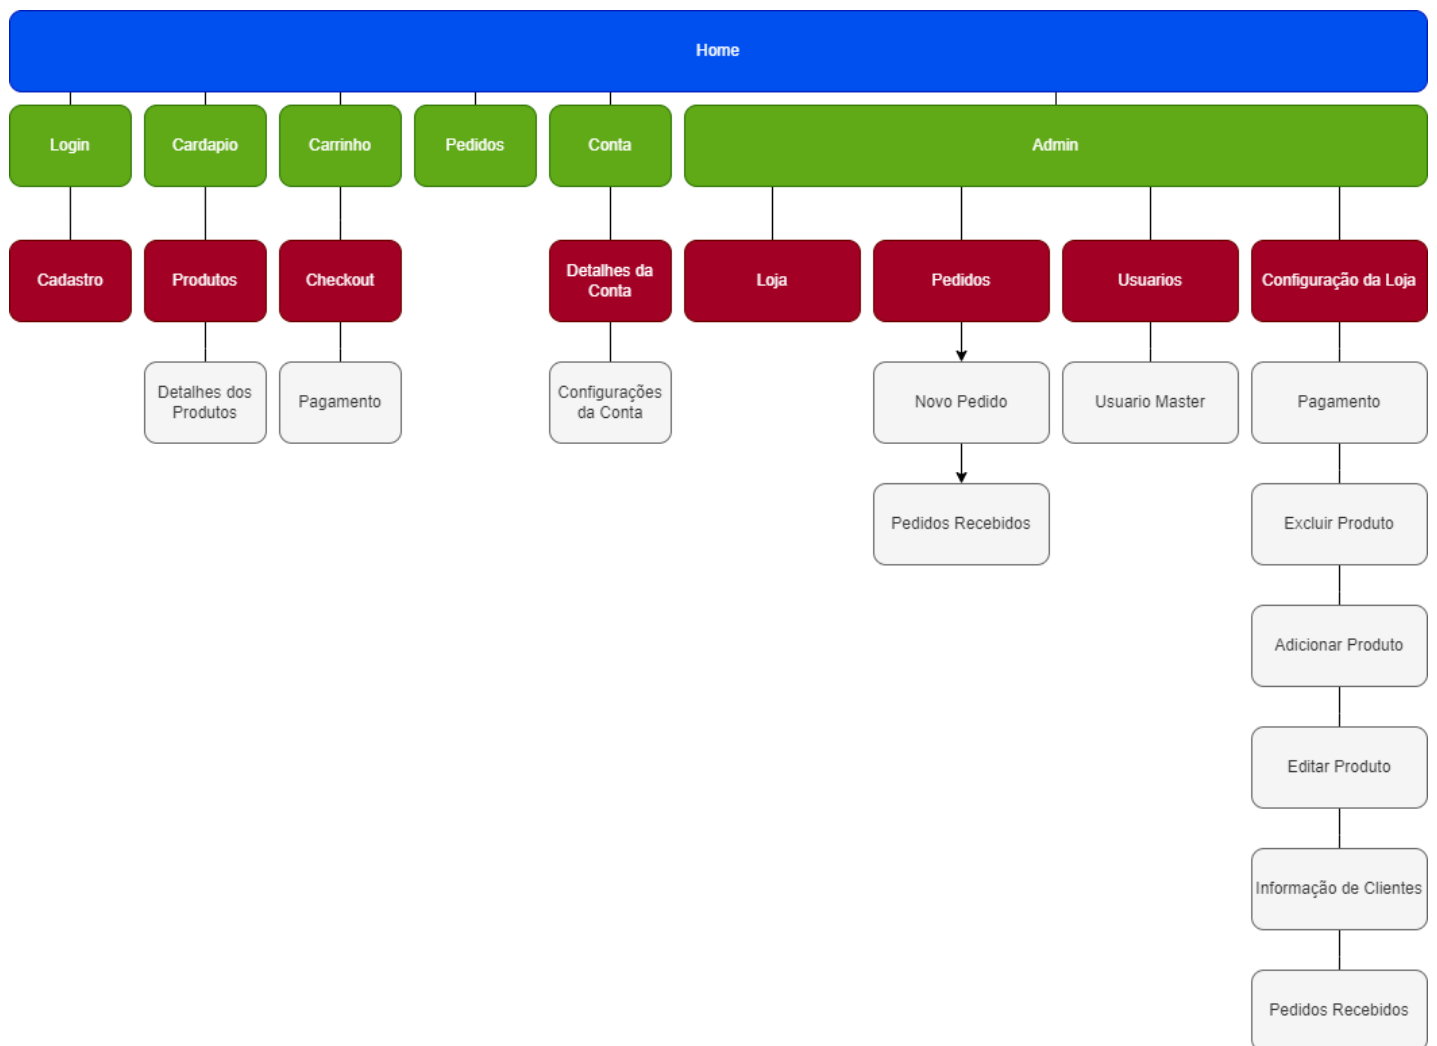 Home
Login
Cardapio
Carrinho
Pedidos
Conta
Admin
Cadastro
Produtos
Checkout
Detalhes da
Conta
Loja
Pedidos
Usuarios
Configuração da Loja
Detalhes dos
Produtos
Pagamento
Configurações
da Conta
Novo Pedido
Usuario Master
Pagamento
Pedidos Recebidos
Excluir Produto
Adicionar Produto
Editar Produto
Informação de Clientes
Pedidos Recebidos